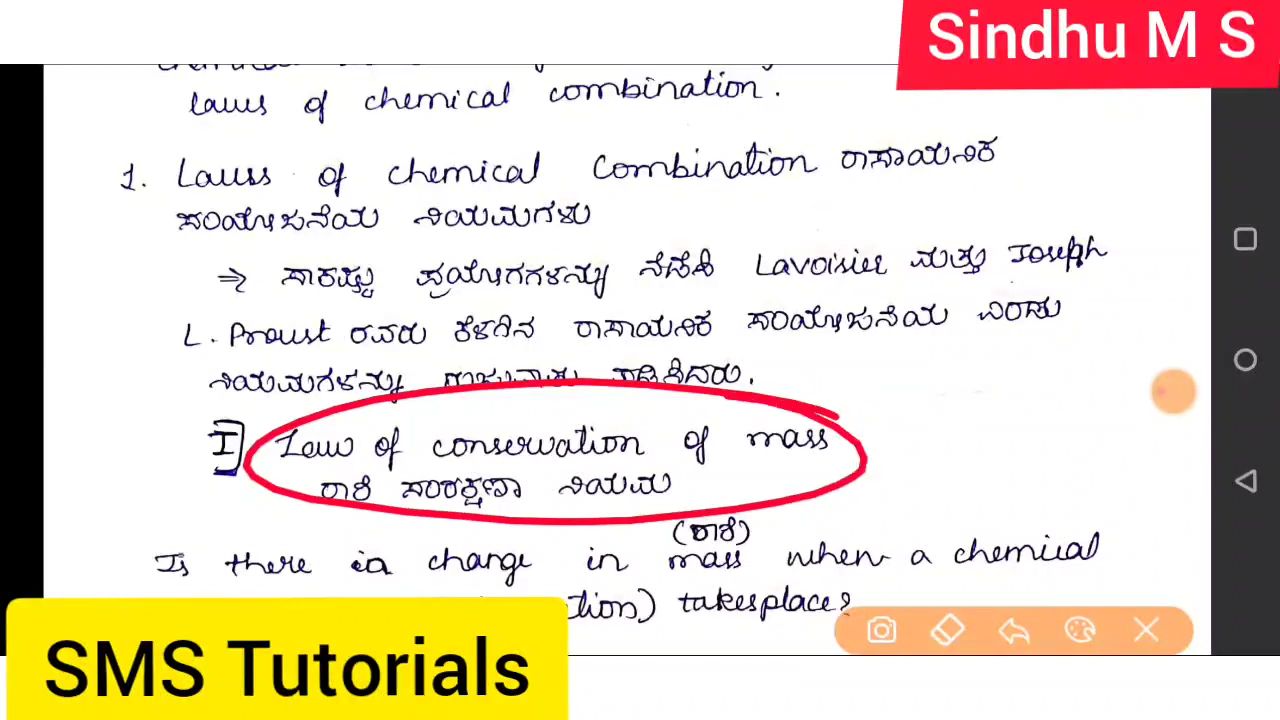 Sindhu M S
laws of chemical combination.
1. Laws of chemical Combination ರಾಸಾಯನಿಕ
ಸಂಯೋಜನೆಯ ನಿಯಮಗಳು
⇒ ಸಾಕಷ್ಟು ಪ್ರಯೋಗಗಳನ್ನು ನೆಡೆಸಿ Lavoisier ಮತ್ತು Joseph
L. Proust ರವರು ಕೆಳಗಿನ ರಾಸಾಯನಿಕ ಸಂಯೋಜನೆಯ ಎರಡು
ನಿಯಮಗಳನ್ನು
I] Law of conservation of mass
ರಾಶಿ ಸಂರಕ್ಷಣಾ ನಿಯಮ
(ರಾಶಿ)
Is there a change in mass when a chemical
tion) takesplace?
SMS Tutorials